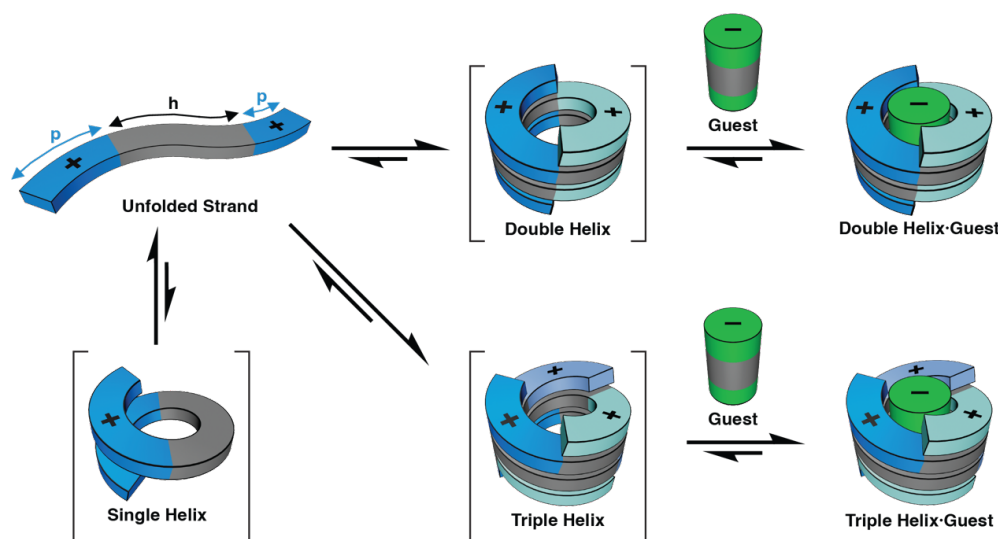 p
h
p
+
+
Unfolded Strand
+
+
Double Helix
−
Guest
+
−
+
Double Helix·Guest
+
Single Helix
+
+
+
Triple Helix
−
Guest
+
+
−
+
Triple Helix·Guest